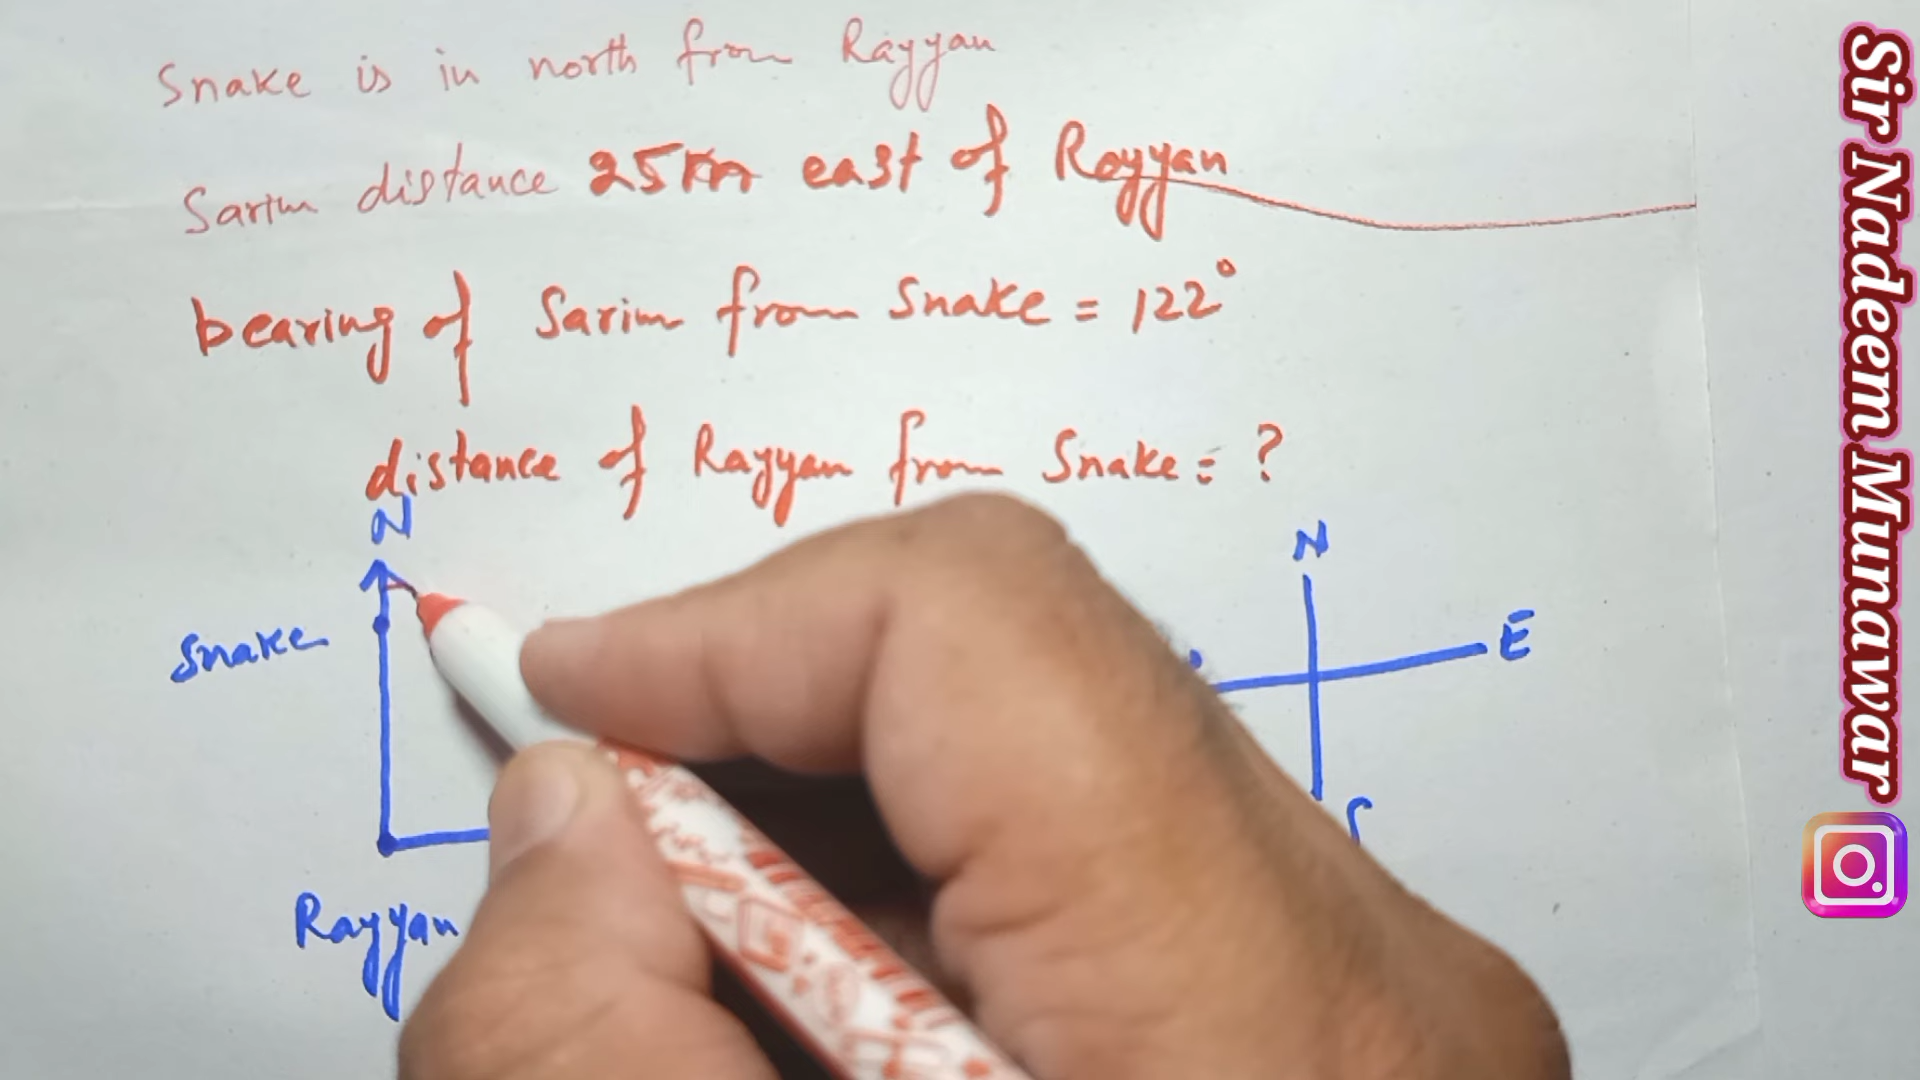 Snake is in north from Rayyan
Sarim distance 25km east of Rayyan
bearing of Sarim from Snake = 122°
distance of Rayyan from Snake = ?
N
Snake
Rayyan
N
E
S
Sir Nadeem Munawar